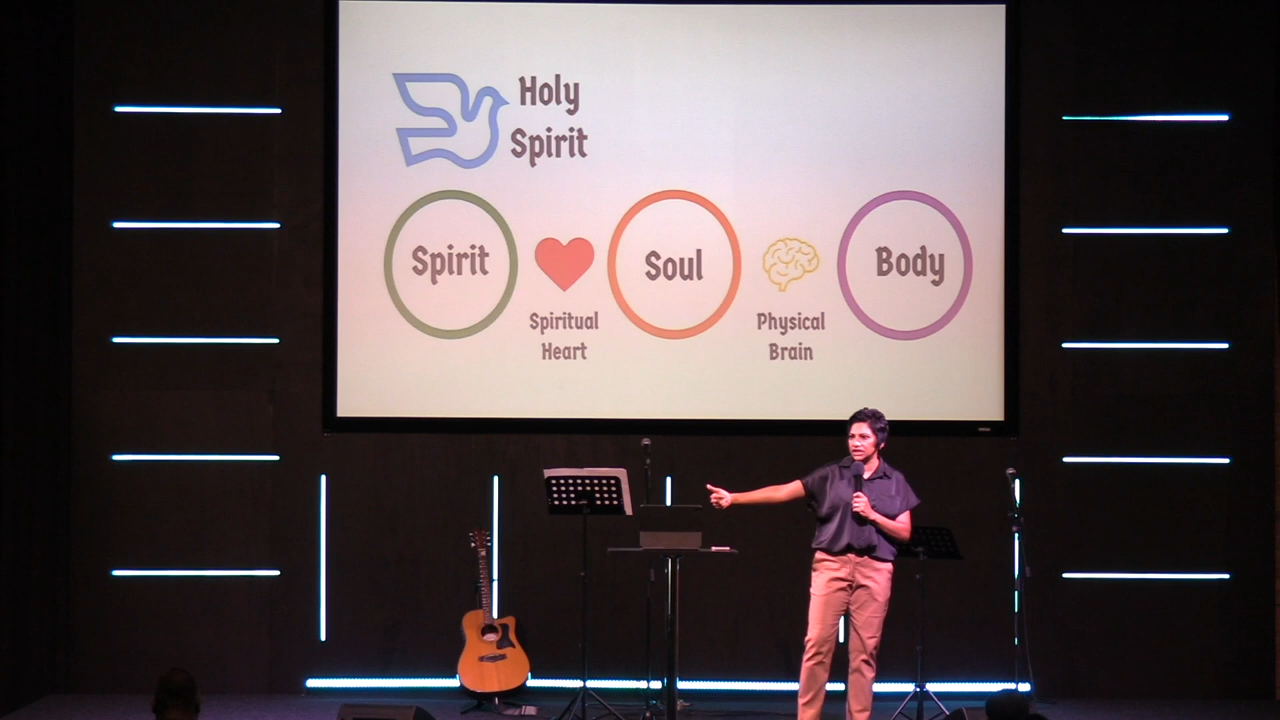 Holy
Spirit
Spirit
Soul
Body
Spiritual
Heart
Physical
Brain